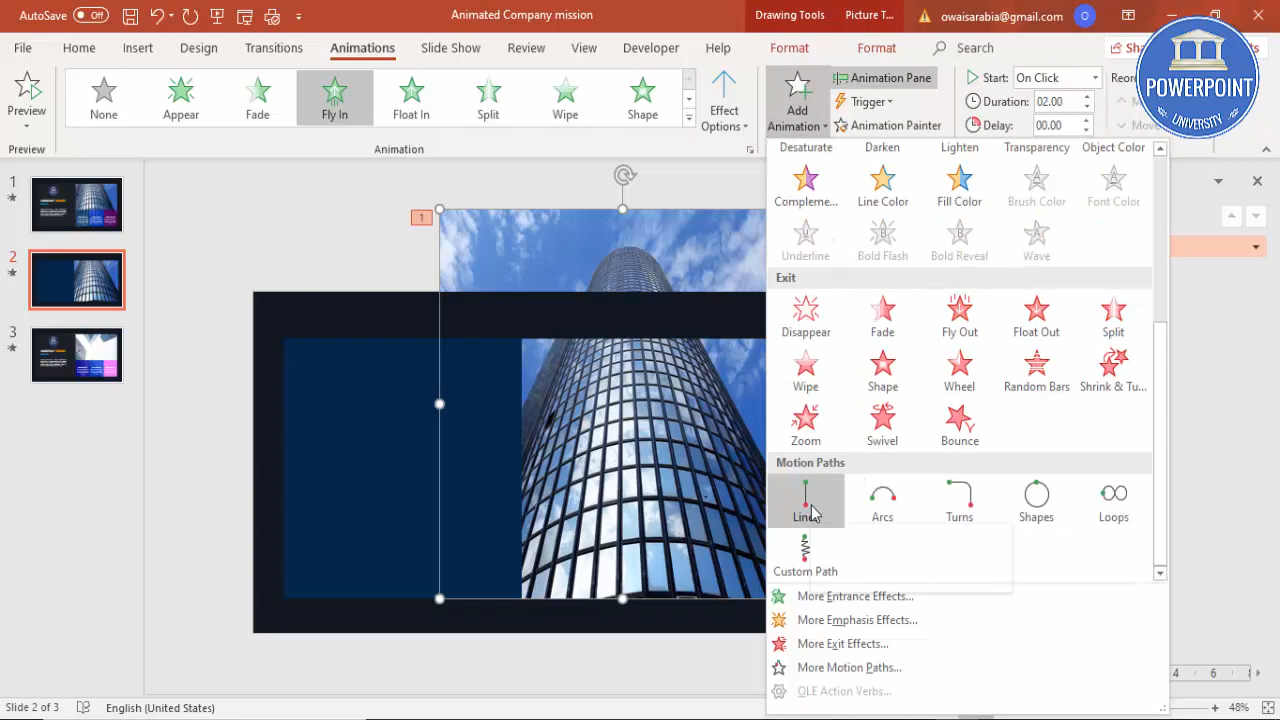 AutoSave Off Animated Company mission Drawing Tools Picture T... owaisarabia@gmail.com O
File Home Insert Design Transitions Animations Slide Show Review View Developer Help Format Format Search
POWERPOINT
UNIVERSITY
Preview
None Appear Fade Fly In Float In Split Wipe Shape
Effect
Options
Add
Animation
Animation Pane
Trigger
Animation Painter
Start: On Click
Duration: 02.00
Delay: 00.00
Preview Animation
Desaturate Darken Lighten Transparency Object Color
Compleme... Line Color Fill Color Brush Color Font Color
Underline Bold Flash Bold Reveal Wave
Exit
Disappear Fade Fly Out Float Out Split
Wipe Shape Wheel Random Bars Shrink & Tu...
Zoom Swivel Bounce
Motion Paths
Lines Arcs Turns Shapes Loops
Custom Path
More Entrance Effects...
More Emphasis Effects...
More Exit Effects...
More Motion Paths...
OLE Action Verbs...
1
2
3
1
4 6 8
Slide 2 of 3 English (United States) 48%